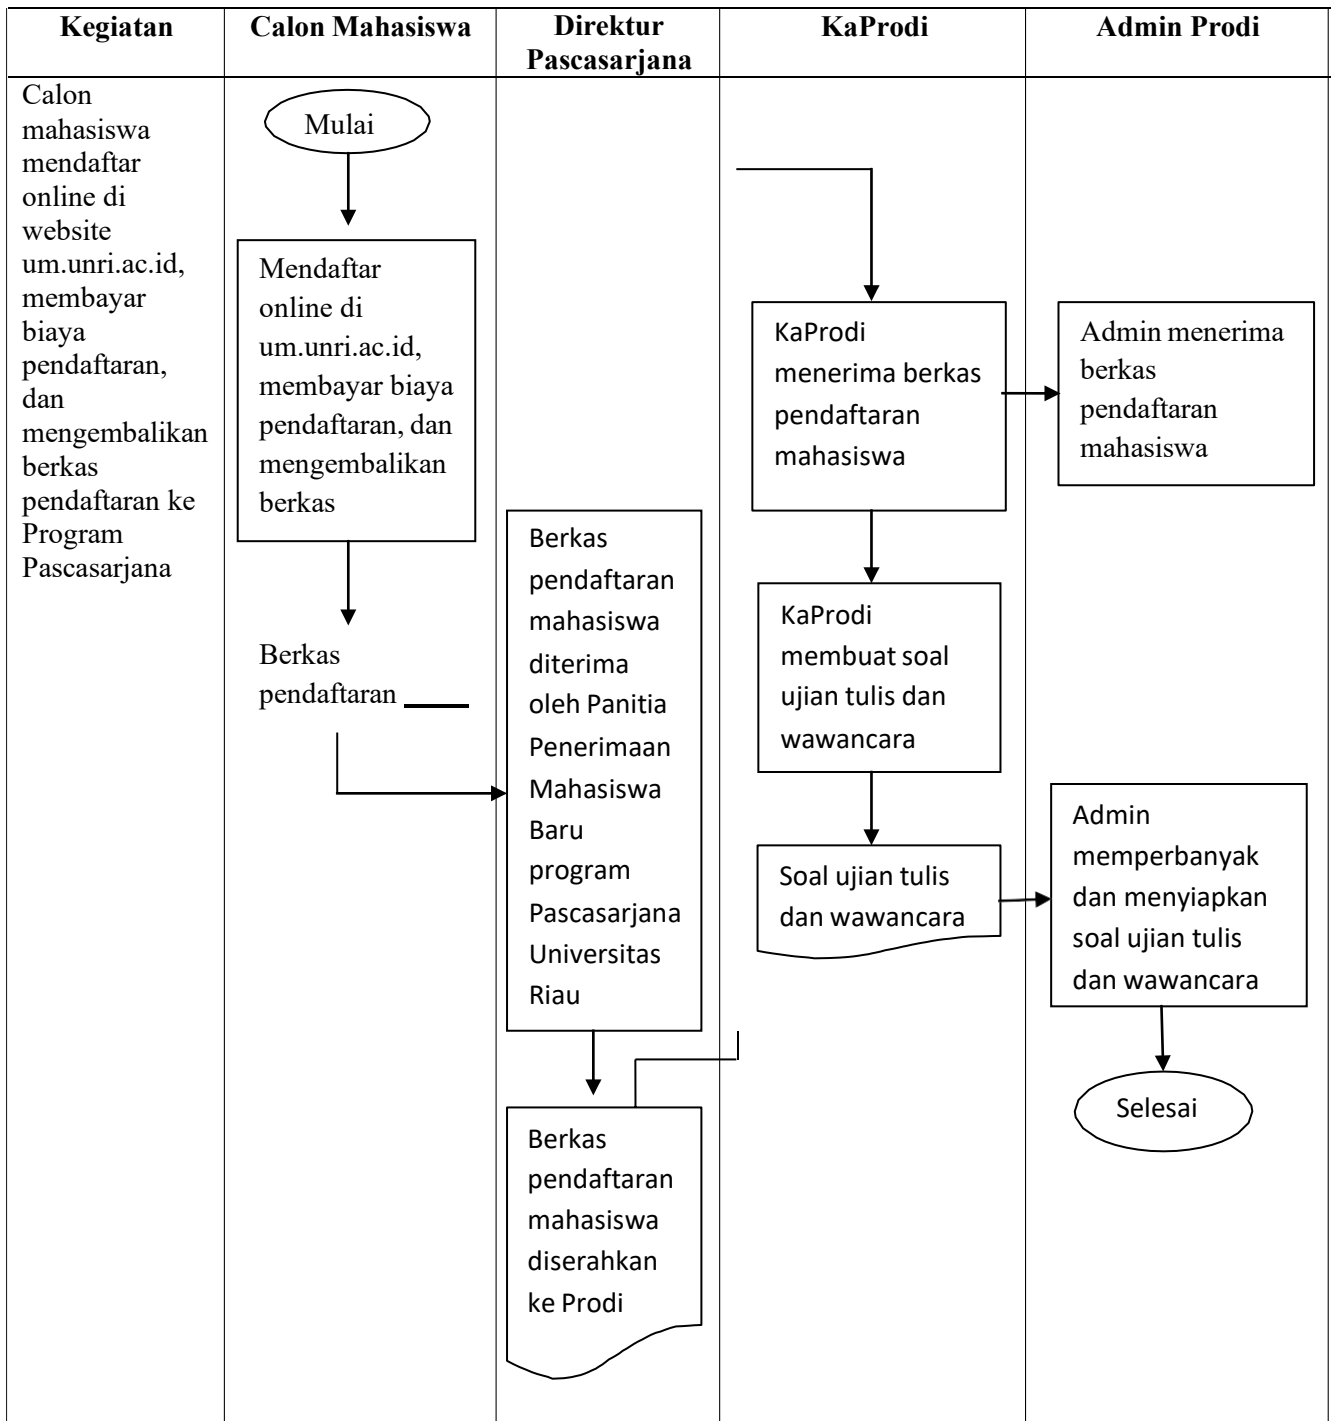 Kegiatan
Calon Mahasiswa
Direktur
Pascasarjana
KaProdi
Admin Prodi
Calon
mahasiswa
mendaftar
online di
website
um.unri.ac.id,
membayar
biaya
pendaftaran,
dan
mengembalikan
berkas
pendaftaran ke
Program
Pascasarjana
Mulai
Mendaftar
online di
um.unri.ac.id,
membayar biaya
pendaftaran, dan
mengembalikan
berkas
Berkas
pendaftaran
Berkas
pendaftaran
mahasiswa
diterima
oleh Panitia
Penerimaan
Mahasiswa
Baru
program
Pascasarjana
Universitas
Riau
Berkas
pendaftaran
mahasiswa
diserahkan
ke Prodi
KaProdi
menerima berkas
pendaftaran
mahasiswa
KaProdi
membuat soal
ujian tulis dan
wawancara
Soal ujian tulis
dan wawancara
Admin menerima
berkas
pendaftaran
mahasiswa
Admin
memperbanyak
dan menyiapkan
soal ujian tulis
dan wawancara
Selesai